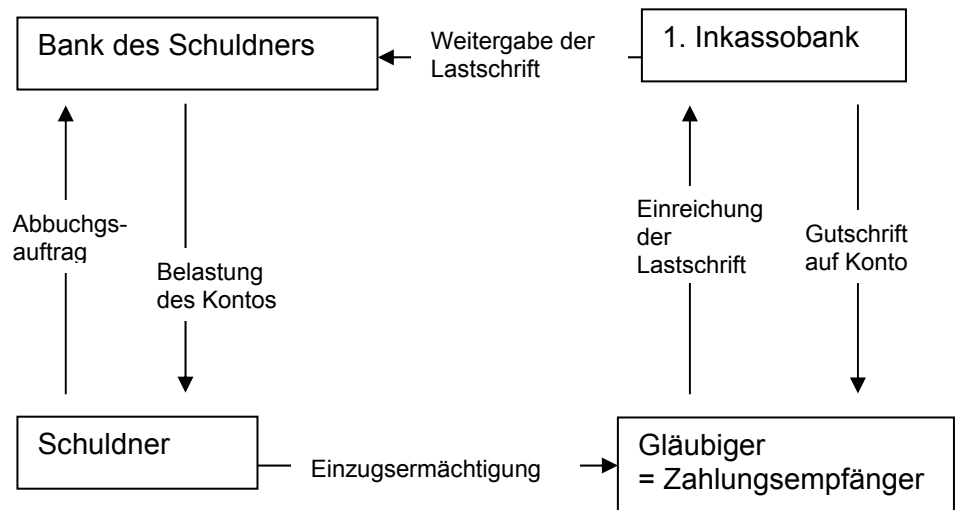 Bank des Schuldners
Weitergabe der
Lastschrift
1. Inkassobank
Abbuchgs-
auftrag
Belastung
des Kontos
Einreichung
der
Lastschrift
Gutschrift
auf Konto
Schuldner
Einzugsermächtigung
Gläubiger
= Zahlungsempfänger